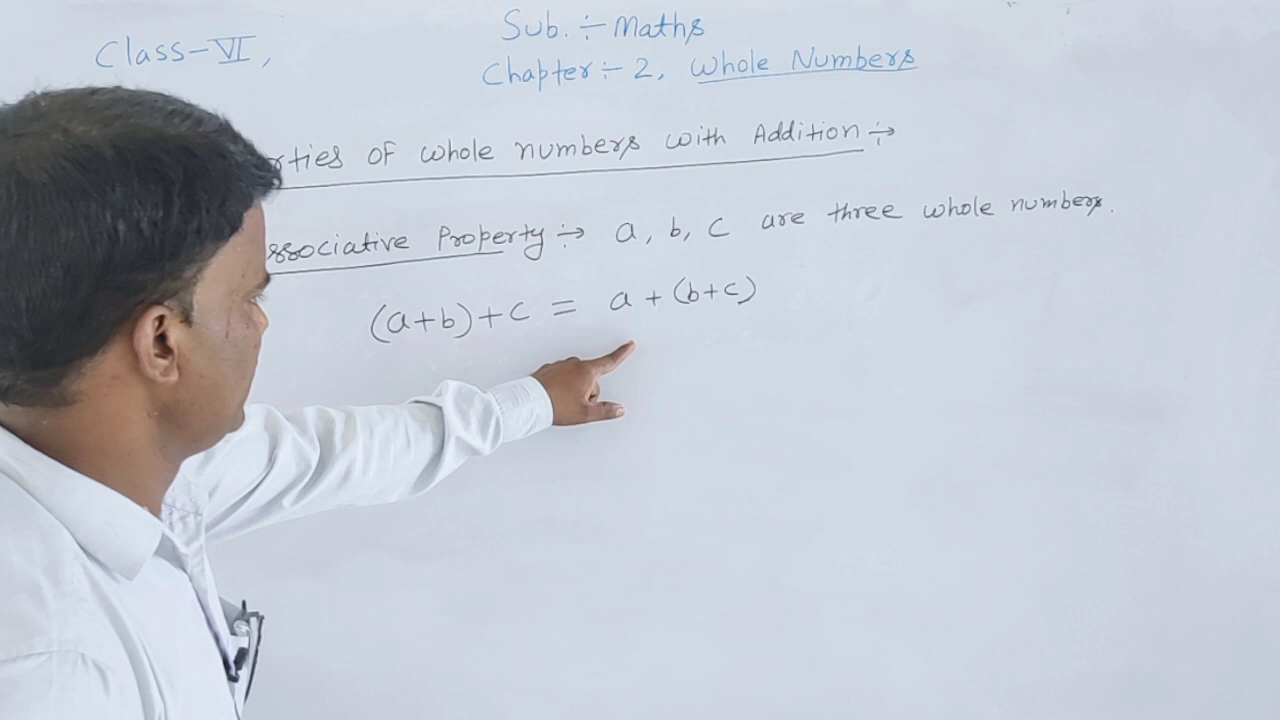 Class-VI,
Sub. ÷ Maths
Chapter ÷ 2, Whole Numbers
rties of whole numbers with Addition ÷→
ssociative Property ÷→ a, b, c are three whole numbers.
(a+b)+c = a+(b+c)